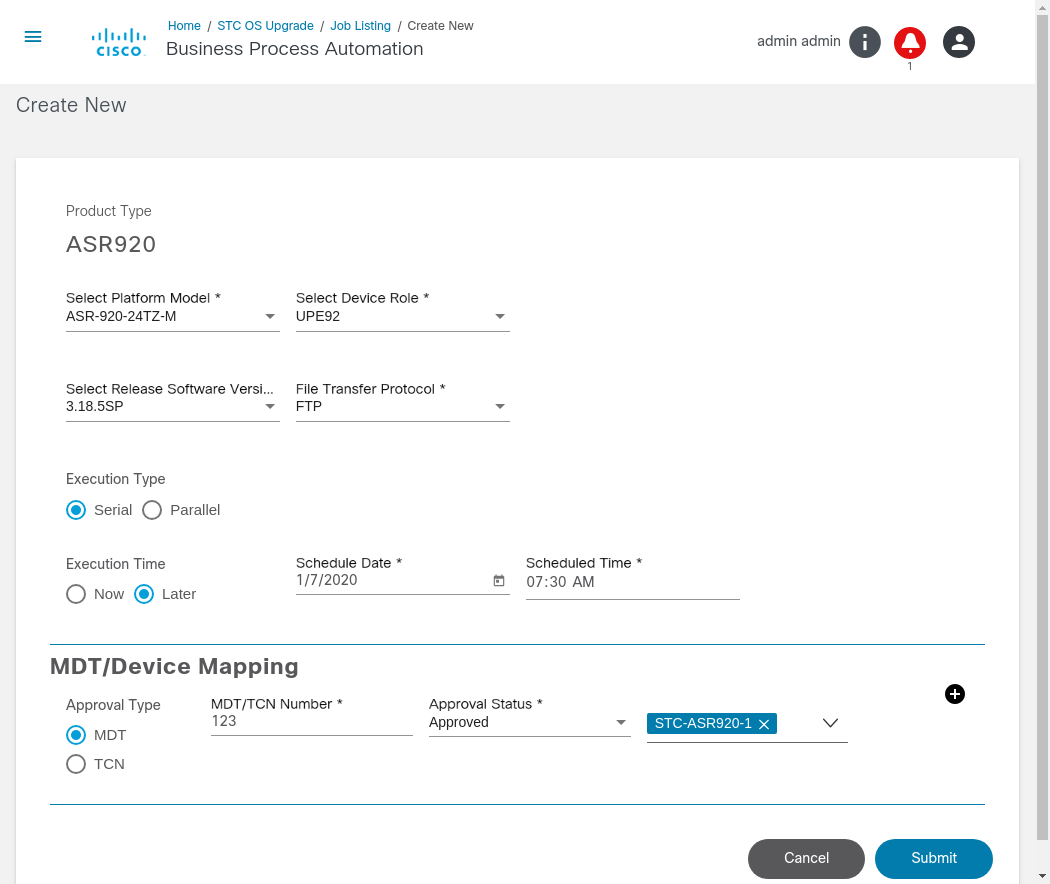 Home / STC OS Upgrade / Job Listing / Create New
CISCO
Business Process Automation
admin admin
1
Create New
Product Type
ASR920
Select Platform Model * Select Device Role *
ASR-920-24TZ-M UPE92
Select Release Software Versi... File Transfer Protocol *
3.18.5SP FTP
Execution Type
Serial Parallel
Execution Time Schedule Date * Scheduled Time *
1/7/2020 07:30 AM
Now Later
MDT/Device Mapping
Approval Type MDT/TCN Number * Approval Status *
123 Approved STC-ASR920-1
MDT
TCN
Cancel Submit